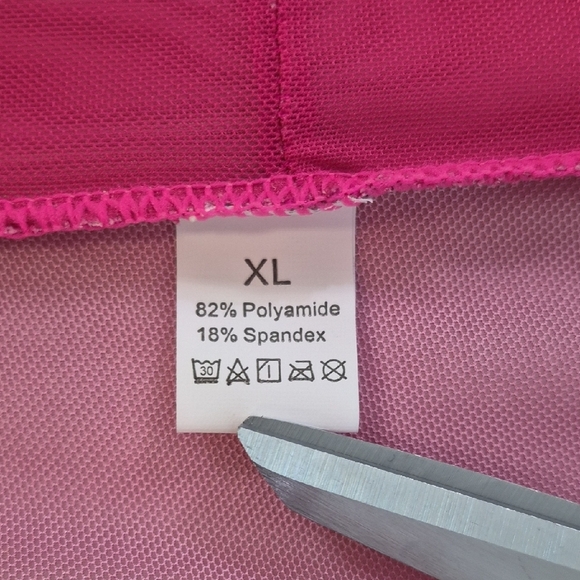 XL
82% Polyamide
18% Spandex
30